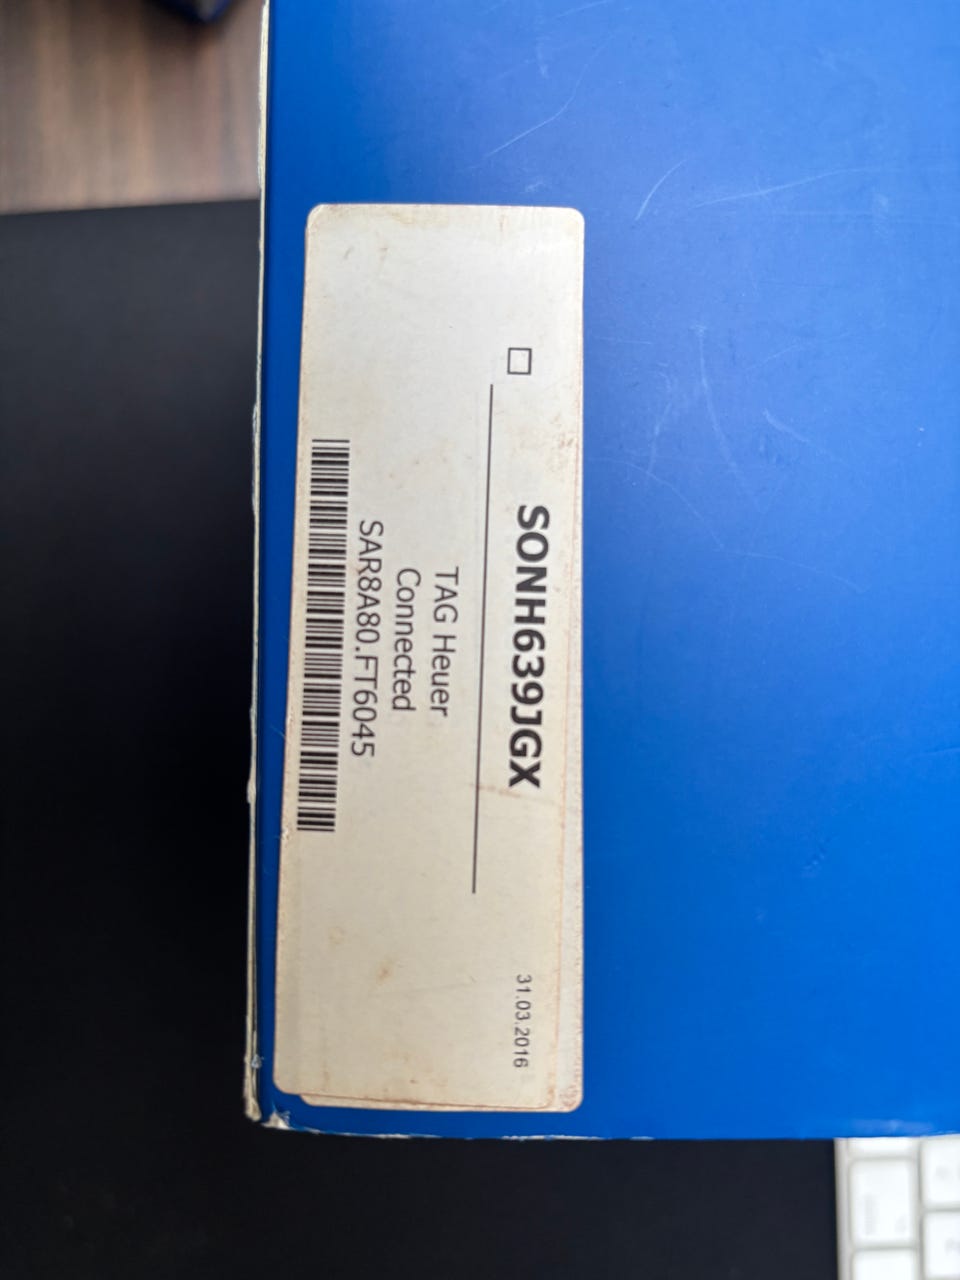 SONH639JGX
31.03.2016
TAG Heuer
Connected
SAR8A80.FT6045